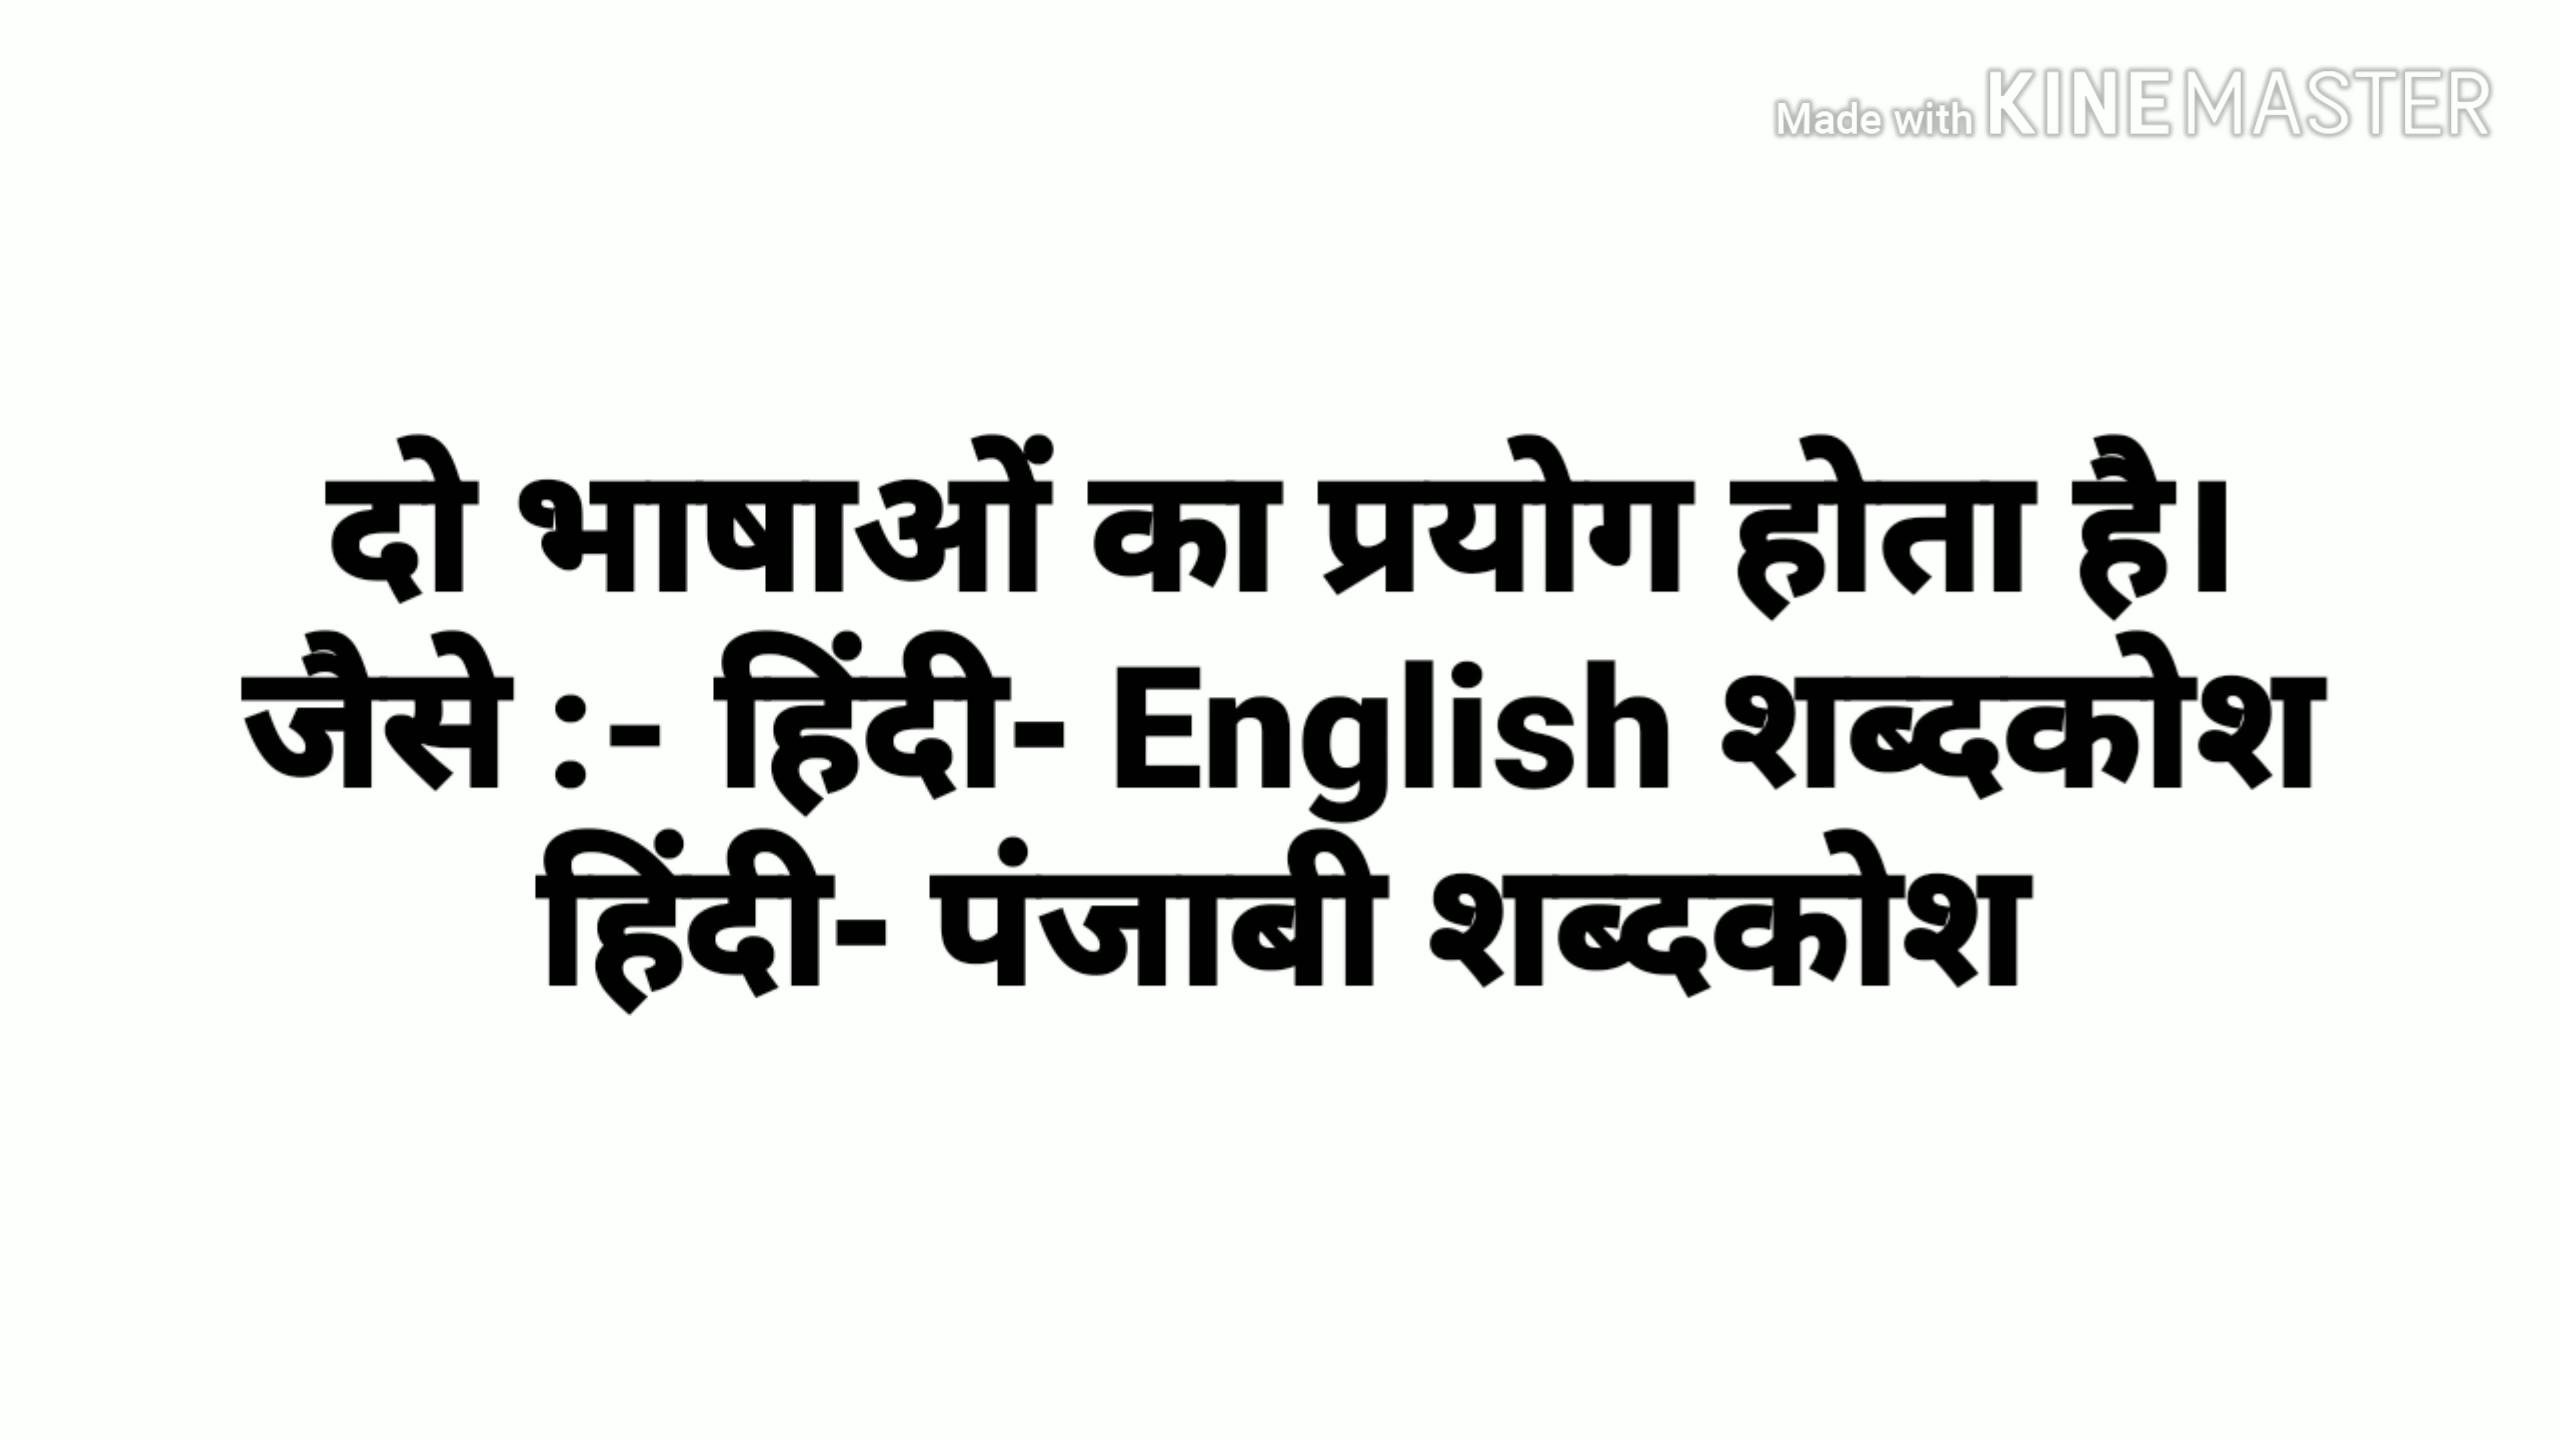 Made with KINEMASTER
दो भाषाओं का प्रयोग होता है।
जैसे :- हिंदी- English शब्दकोश
हिंदी- पंजाबी शब्दकोश